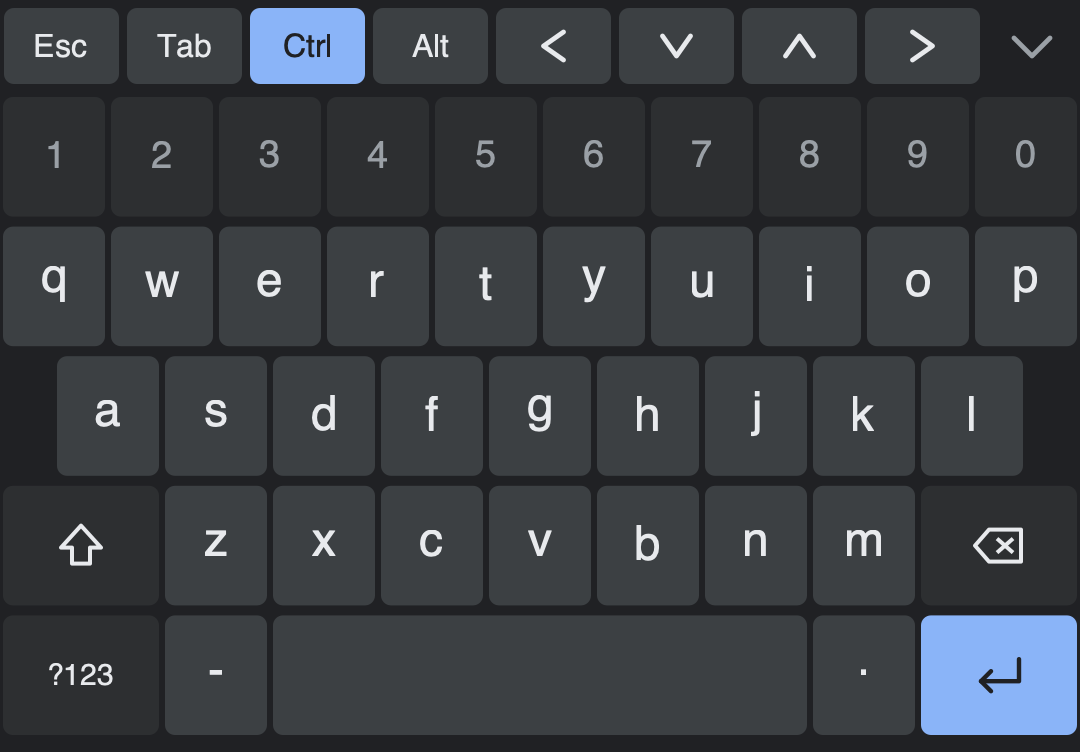 Esc Tab Ctrl Alt
1 2 3 4 5 6 7 8 9 0
q w e r t y u i o p
a s d f g h j k l
z x c v b n m
?123 - .